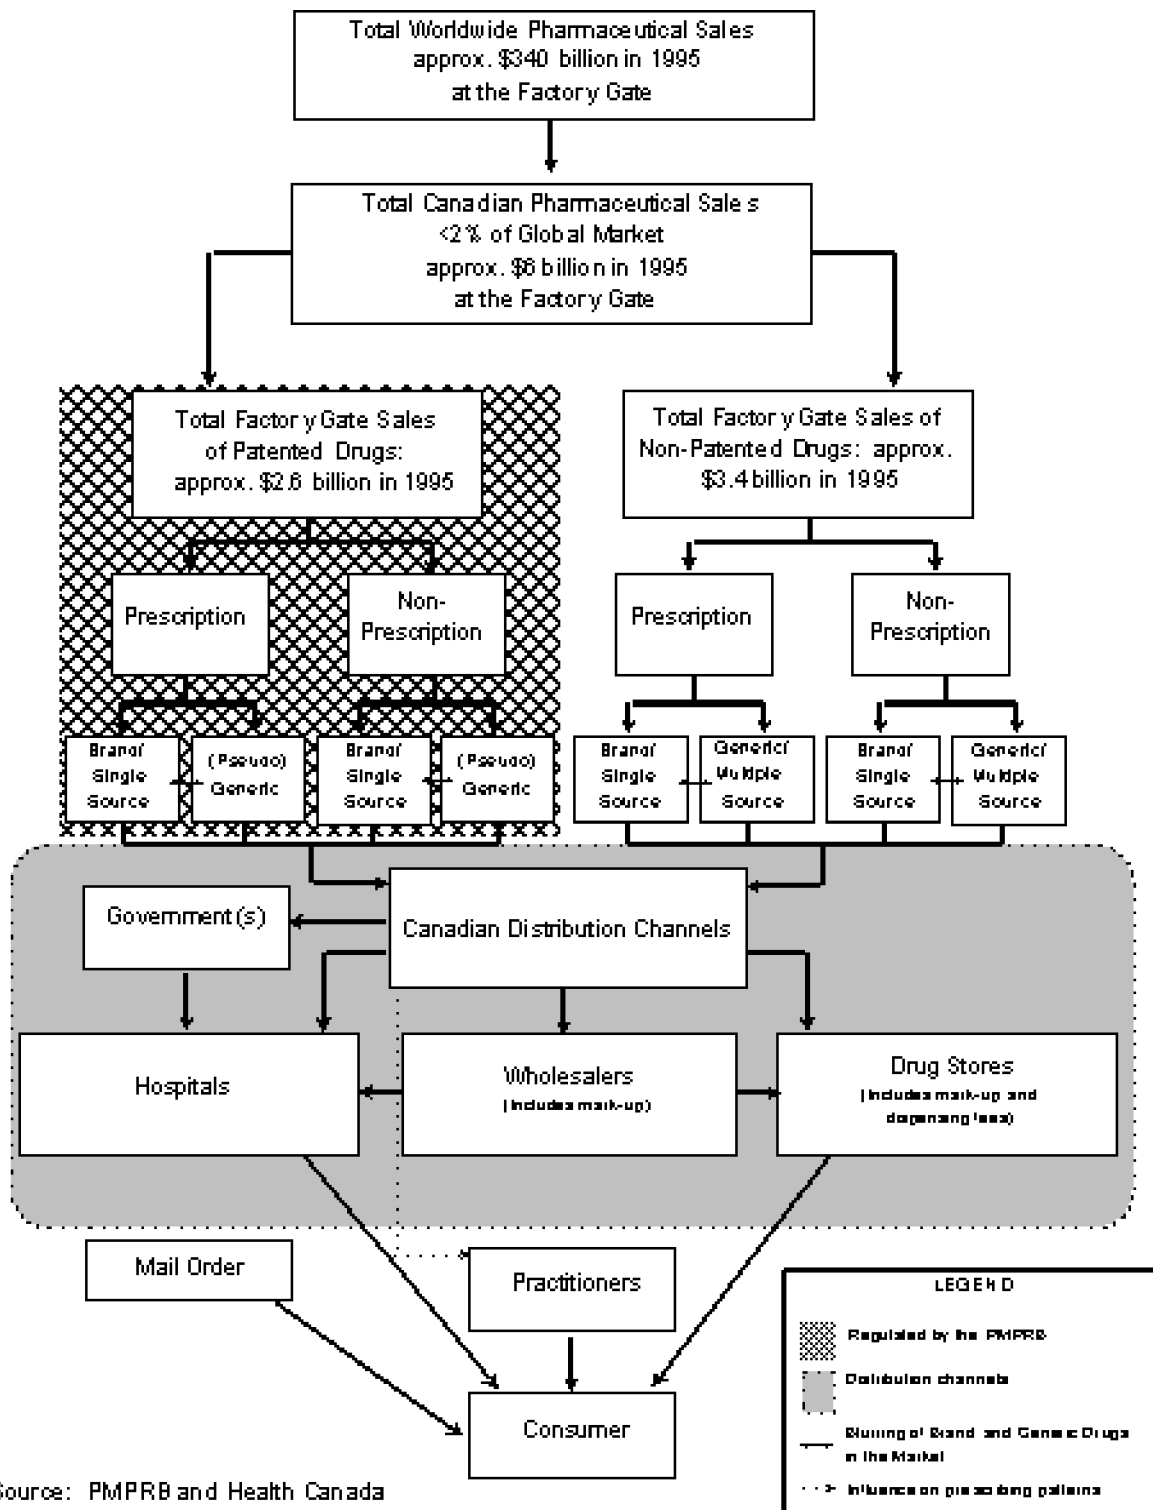 Total Worldwide Pharmaceutical Sales
approx. $340 billion in 1995
at the Factory Gate
Total Canadian Pharmaceutical Sales
<2% of Global Market
approx. $6 billion in 1995
at the Factory Gate
Total Factory Gate Sales
of Patented Drugs:
approx. $2.6 billion in 1995
Total Factory Gate Sales of
Non-Patented Drugs: approx.
$3.4 billion in 1995
Prescription
Non-
Prescription
Prescription
Non-
Prescription
Brand/
Single
Source
(Pseudo)
Generic
Brand/
Single
Source
(Pseudo)
Generic
Brand/
Single
Source
Generic/
Multiple
Source
Brand/
Single
Source
Generic/
Multiple
Source
Government(s)
Canadian Distribution Channels
Hospitals
Wholesalers
(Includes mark-up)
Drug Stores
(Includes mark-up and
dispensing fees)
Mail Order
Practitioners
Consumer
LEGEND
Regulated by the PMPRB
Distribution channels
Blurring of Brand and Generic Drugs
in the Market
Influence on prescribing patterns
Source: PMPRB and Health Canada